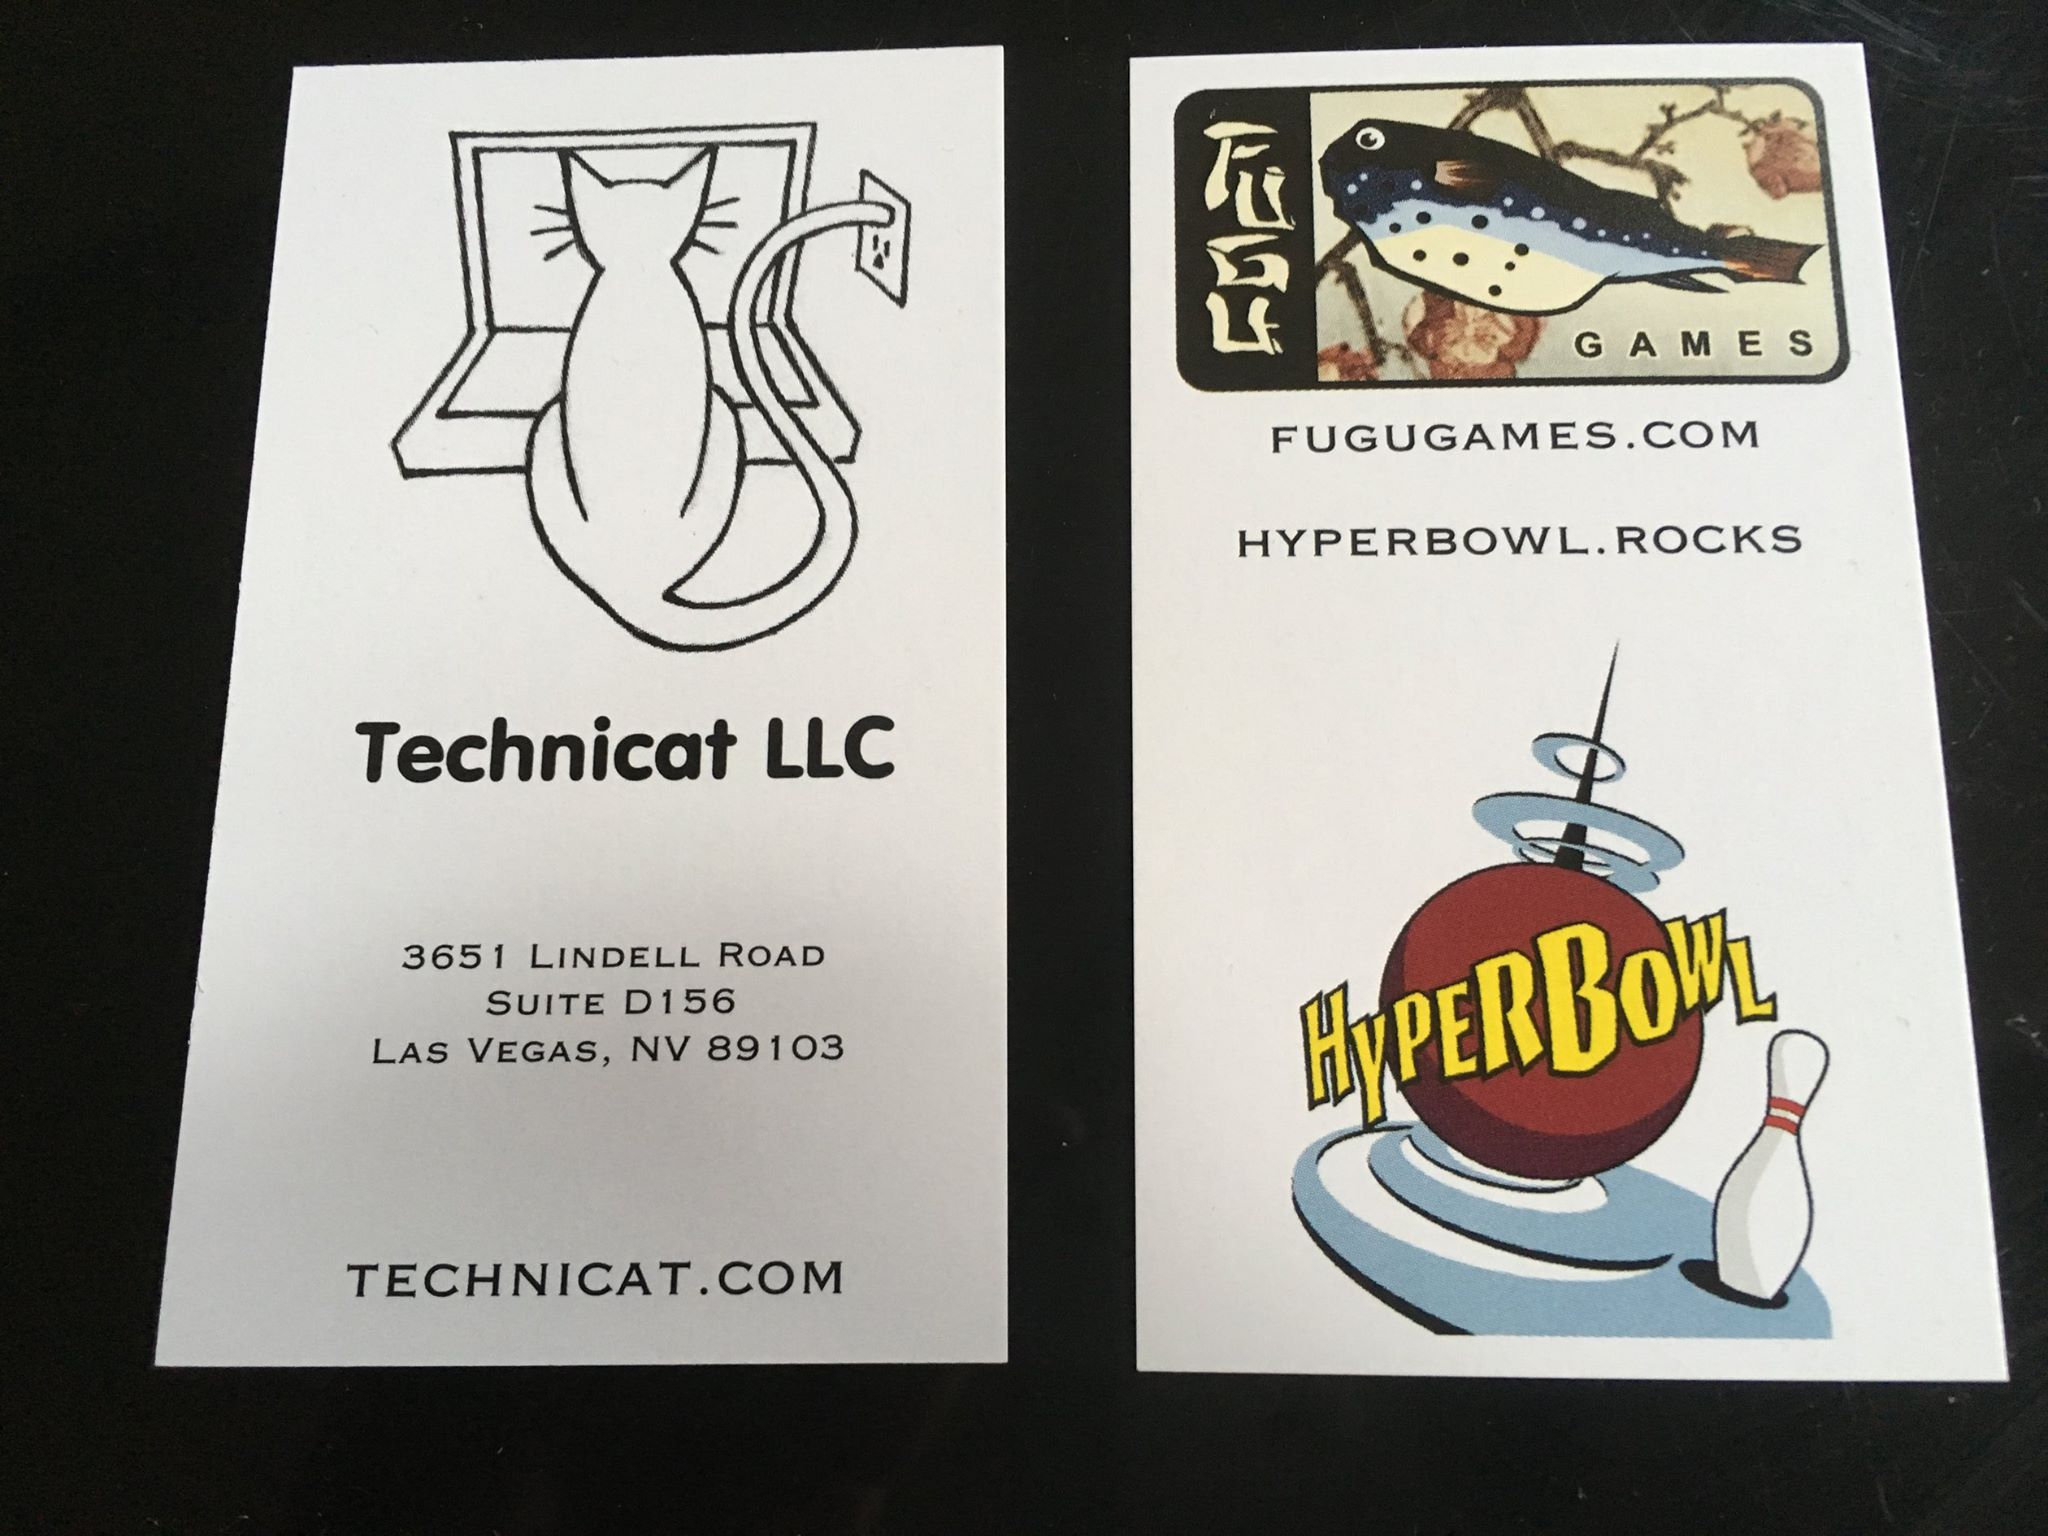 Technicat LLC
3651 Lindell Road
Suite D156
Las Vegas, NV 89103
TECHNICAT.COM
FUGU
GAMES
FUGUGAMES.COM
HYPERBOWL.ROCKS
HYPERBOWL